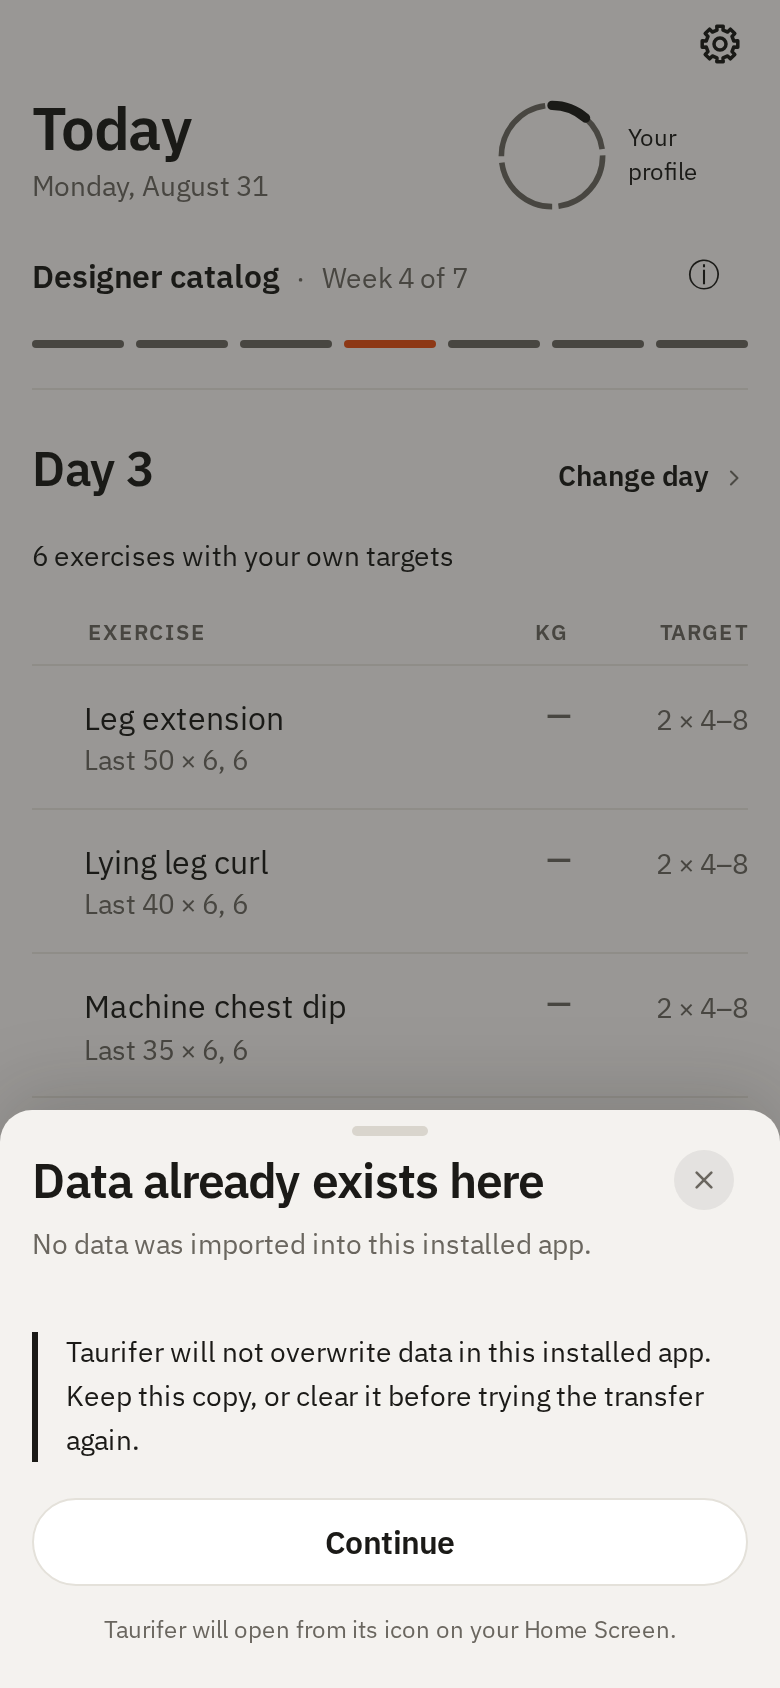 Today
Monday, August 31
Your
profile
Designer catalog · Week 4 of 7
Day 3
Change day
6 exercises with your own targets
EXERCISE KG TARGET
Leg extension — 2 × 4–8
Last 50 × 6, 6
Lying leg curl — 2 × 4–8
Last 40 × 6, 6
Machine chest dip — 2 × 4–8
Last 35 × 6, 6
Data already exists here
No data was imported into this installed app.
Taurifer will not overwrite data in this installed app.
Keep this copy, or clear it before trying the transfer
again.
Continue
Taurifer will open from its icon on your Home Screen.